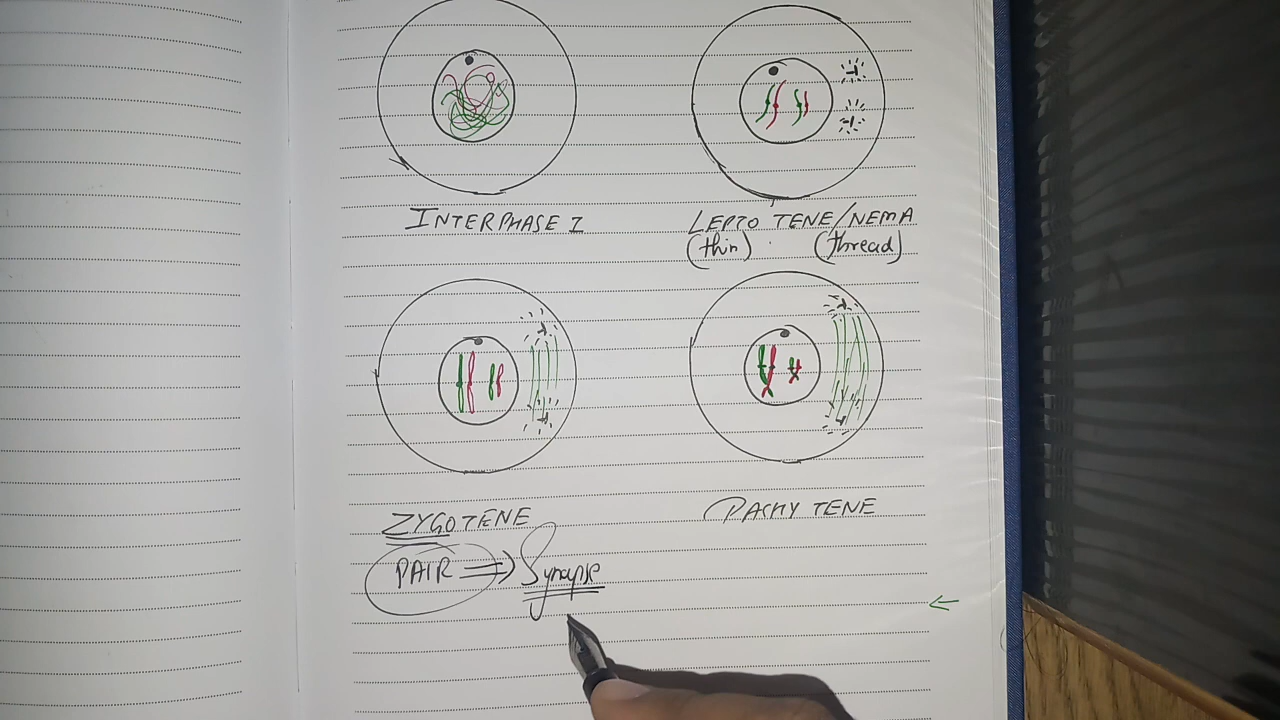 INTERPHASE I
LEPTO TENE/NEMA
(thin) (thread)
ZYGOTENE
PACHY TENE
PAIR ⇒ Synapse